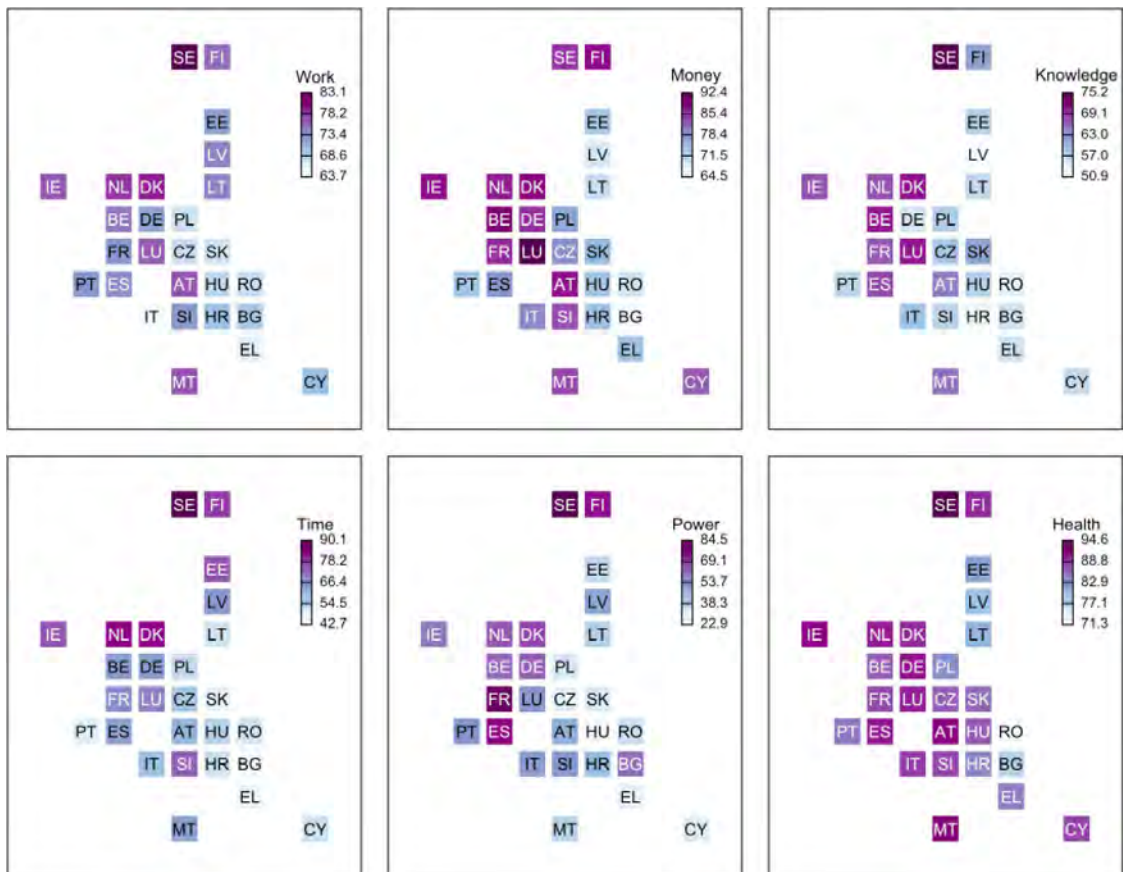 SE FI
Work
83.1
78.2
73.4
68.6
63.7
EE
LV
IE NL DK LT
BE DE PL
FR LU CZ SK
PT ES AT HU RO
IT SI HR BG
EL
MT CY
SE FI
Money
92.4
85.4
78.4
71.5
64.5
EE
LV
IE NL DK LT
BE DE PL
FR LU CZ SK
PT ES AT HU RO
IT SI HR BG
EL
MT CY
SE FI
Knowledge
75.2
69.1
63.0
57.0
50.9
EE
LV
IE NL DK LT
BE DE PL
FR LU CZ SK
PT ES AT HU RO
IT SI HR BG
EL
MT CY
SE FI
Time
90.1
78.2
66.4
54.5
42.7
EE
LV
IE NL DK LT
BE DE PL
FR LU CZ SK
PT ES AT HU RO
IT SI HR BG
EL
MT CY
SE FI
Power
84.5
69.1
53.7
38.3
22.9
EE
LV
IE NL DK LT
BE DE PL
FR LU CZ SK
PT ES AT HU RO
IT SI HR BG
EL
MT CY
SE FI
Health
94.6
88.8
82.9
77.1
71.3
EE
LV
IE NL DK LT
BE DE PL
FR LU CZ SK
PT ES AT HU RO
IT SI HR BG
EL
MT CY